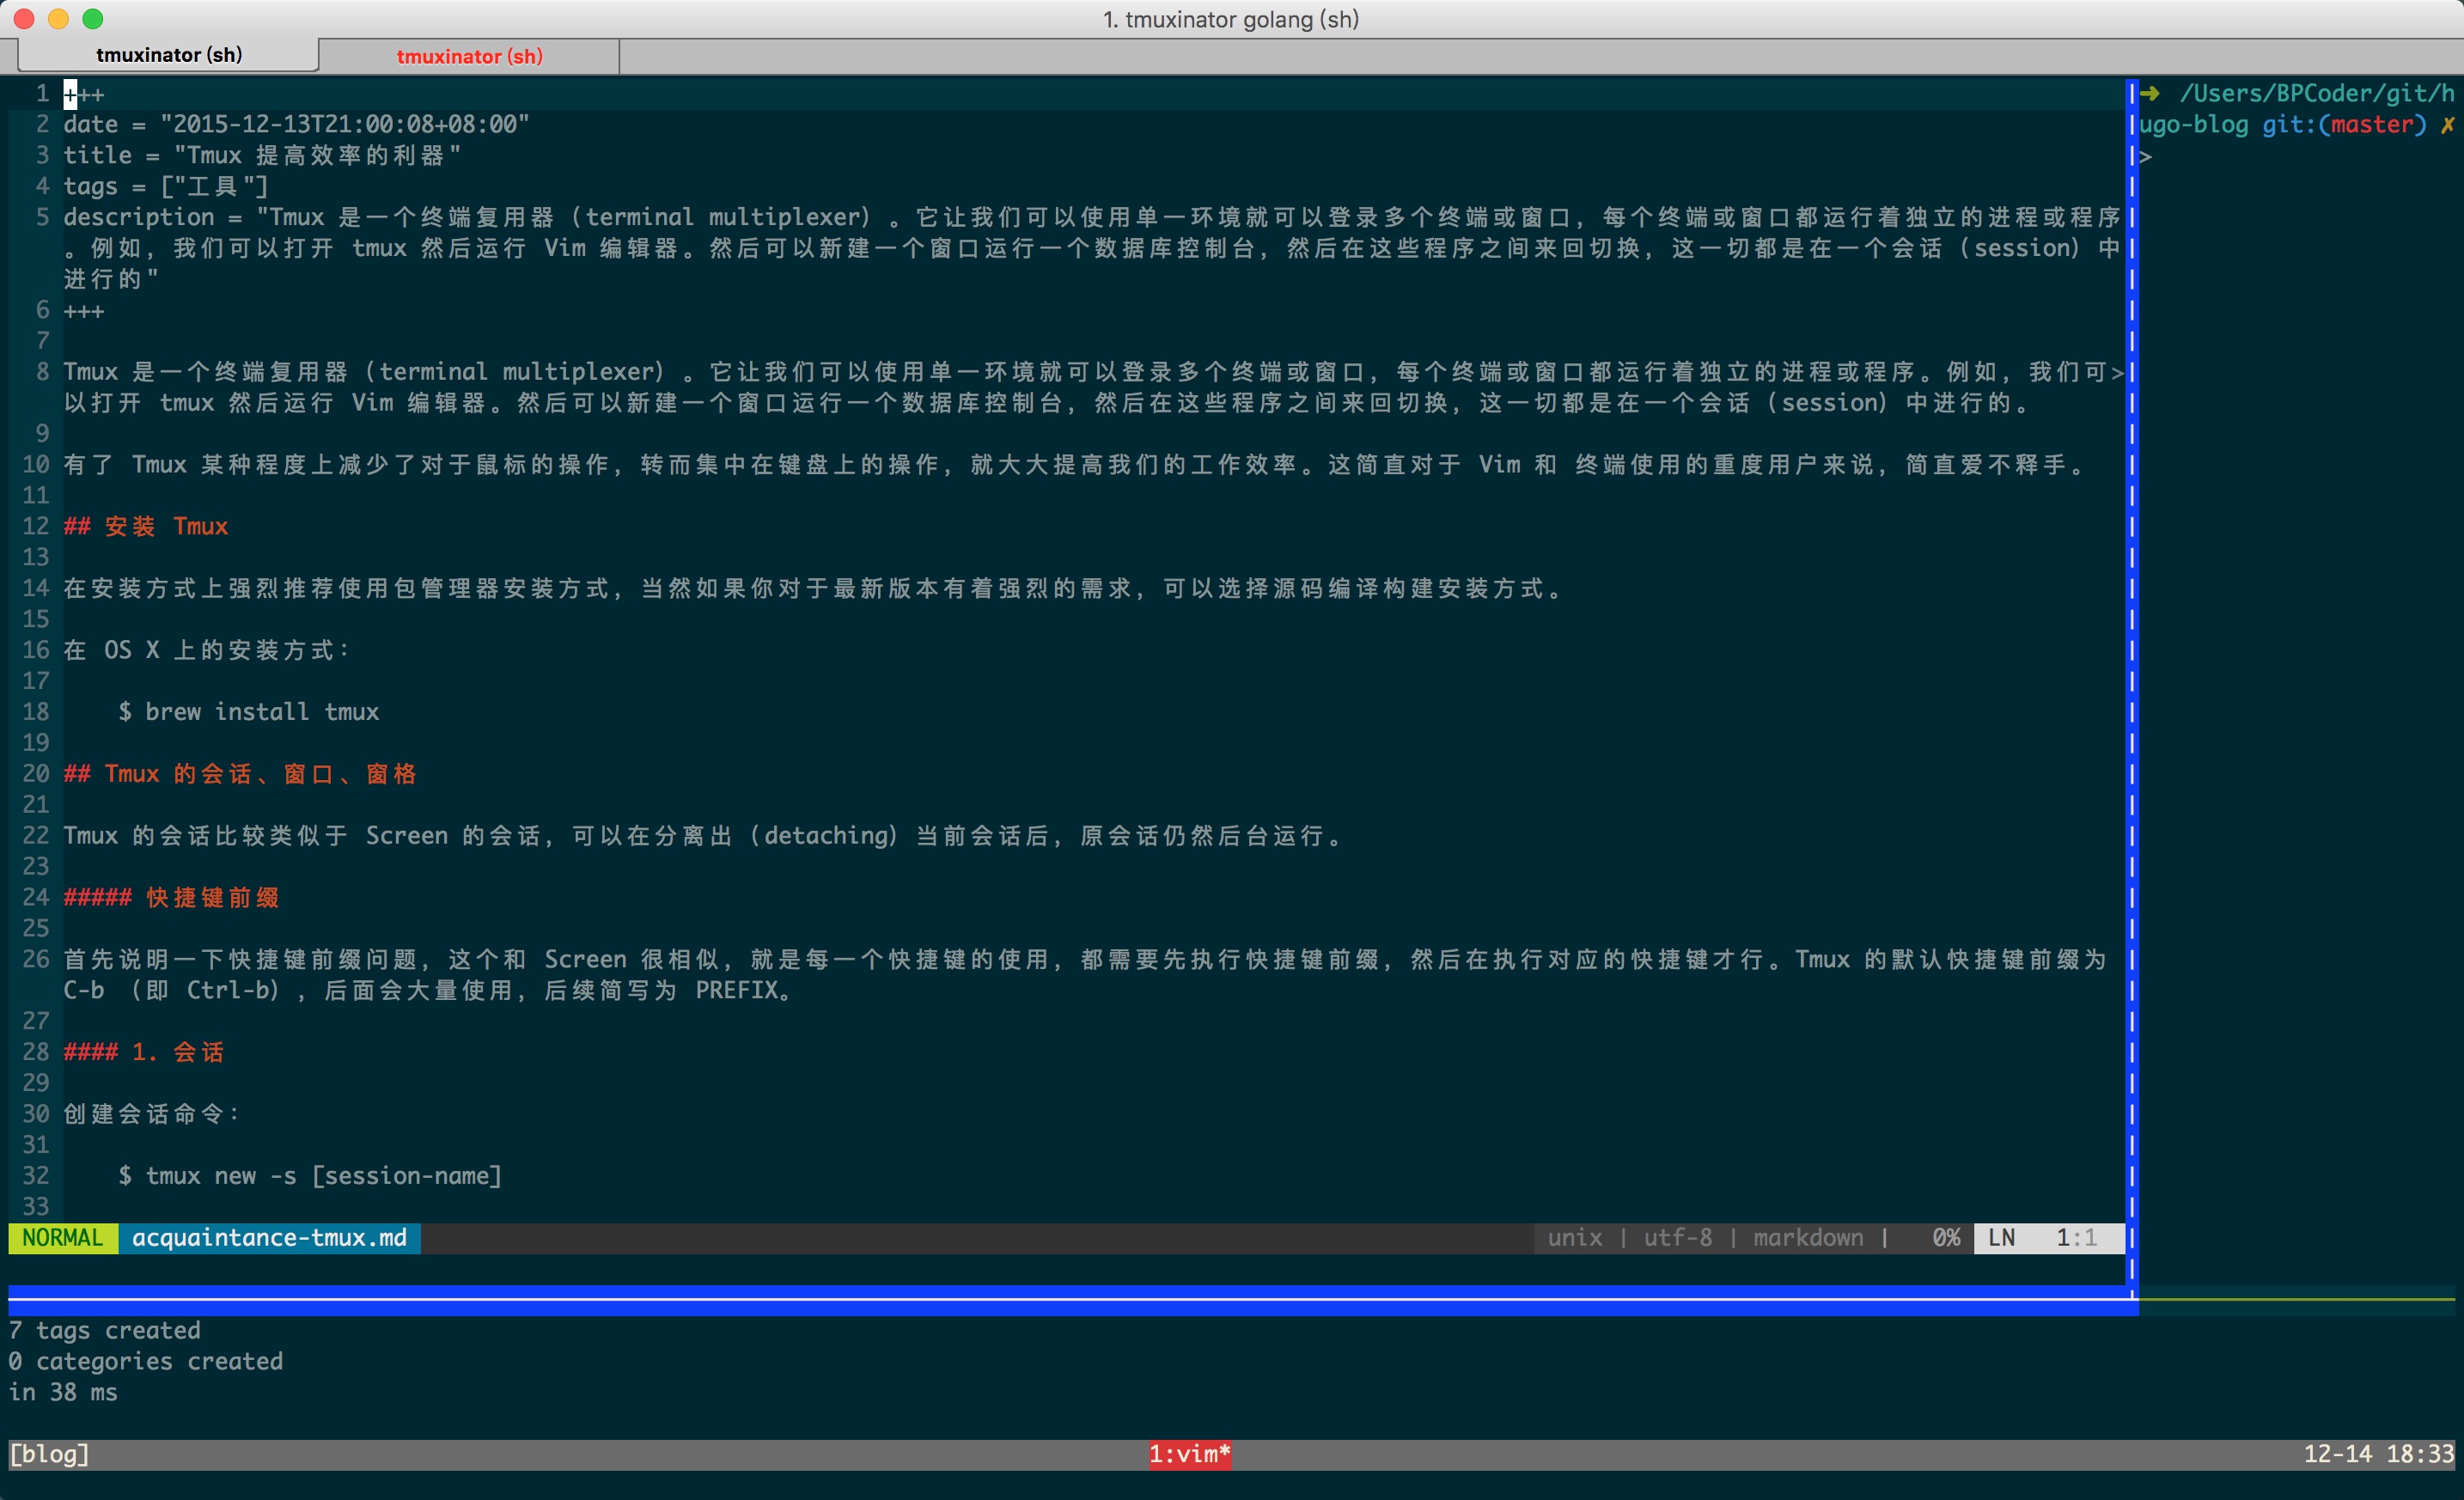 1. tmuxinator golang (sh)
tmuxinator (sh)
tmuxinator (sh)
1 +++
2 date = "2015-12-13T21:00:08+08:00"
3 title = "Tmux 提高效率的利器"
4 tags = ["工具"]
5 description = "Tmux 是一个终端复用器（terminal multiplexer）。它让我们可以使用单一环境就可以登录多个终端或窗口，每个终端或窗口都运行着独立的进程或程序
。例如，我们可以打开 tmux 然后运行 Vim 编辑器。然后可以新建一个窗口运行一个数据库控制台，然后在这些程序之间来回切换，这一切都是在一个会话（session）中
进行的"
6 +++
7
8 Tmux 是一个终端复用器（terminal multiplexer）。它让我们可以使用单一环境就可以登录多个终端或窗口，每个终端或窗口都运行着独立的进程或程序。例如，我们可>
以打开 tmux 然后运行 Vim 编辑器。然后可以新建一个窗口运行一个数据库控制台，然后在这些程序之间来回切换，这一切都是在一个会话（session）中进行的。
9
10 有了 Tmux 某种程度上减少了对于鼠标的操作，转而集中在键盘上的操作，就大大提高我们的工作效率。这简直对于 Vim 和 终端使用的重度用户来说，简直爱不释手。
11
12 ## 安装 Tmux
13
14 在安装方式上强烈推荐使用包管理器安装方式，当然如果你对于最新版本有着强烈的需求，可以选择源码编译构建安装方式。
15
16 在 OS X 上的安装方式：
17
18     $ brew install tmux
19
20 ## Tmux 的会话、窗口、窗格
21
22 Tmux 的会话比较类似于 Screen 的会话，可以在分离出（detaching）当前会话后，原会话仍然后台运行。
23
24 ##### 快捷键前缀
25
26 首先说明一下快捷键前缀问题，这个和 Screen 很相似，就是每一个快捷键的使用，都需要先执行快捷键前缀，然后在执行对应的快捷键才行。Tmux 的默认快捷键前缀为
C-b （即 Ctrl-b），后面会大量使用，后续简写为 PREFIX。
27
28 #### 1. 会话
29
30 创建会话命令：
31
32     $ tmux new -s [session-name]
33
NORMAL acquaintance-tmux.md unix | utf-8 | markdown | 0% LN 1:1
➜ /Users/BPCoder/git/h
ugo-blog git:(master) ✗
>
7 tags created
0 categories created
in 38 ms
[blog] 1:vim* 12-14 18:33